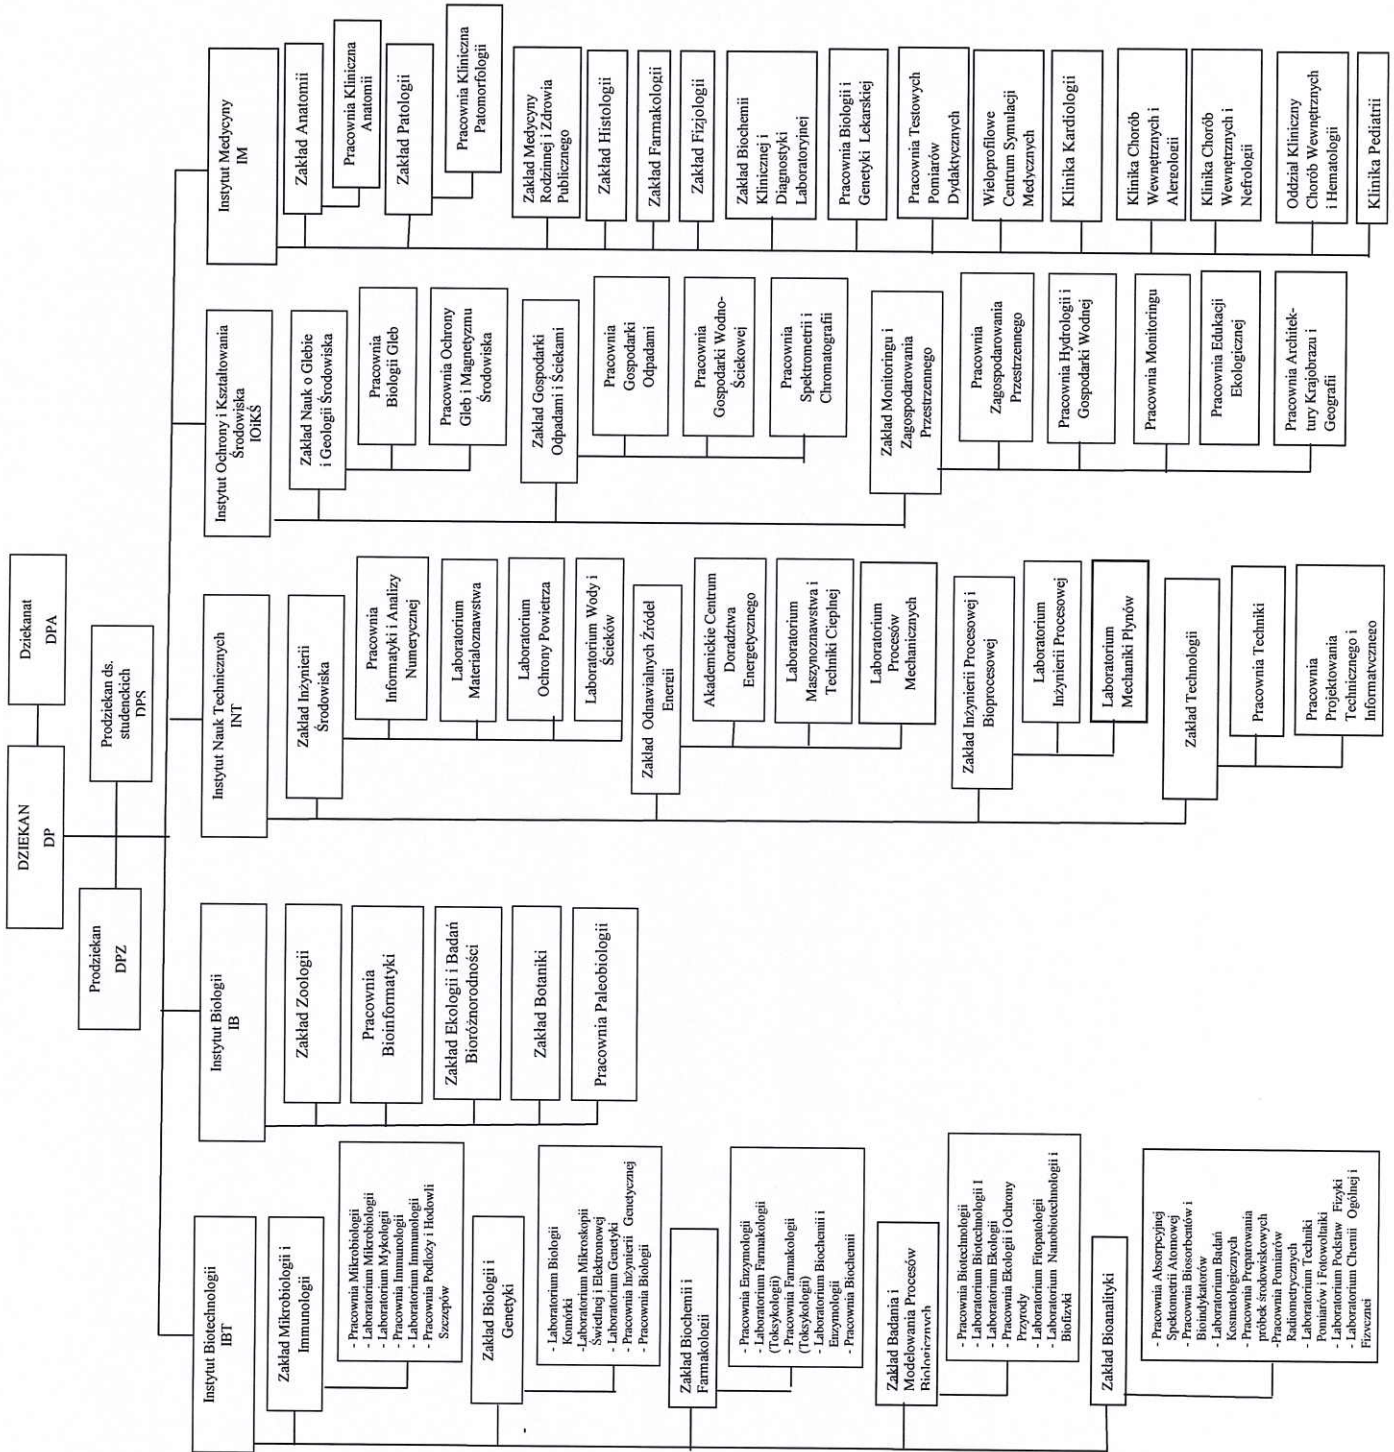 DZIEKAN
DP
Dziekanat
DPA
Prodziekan
DPZ
Prodziekan ds.
studenckich
DPS
Instytut Biotechnologii
IBT
Zakład Mikrobiologii i
Immunologii
- Pracownia Mikrobiologii
- Laboratorium Mikrobiologii
- Laboratorium Mykologii
- Pracownia Immunologii
- Laboratorium Immunologii
- Pracownia Podłoży i Hodowli
Szczepów
Zakład Biologii i
Genetyki
- Laboratorium Biologii
Komórki
-Laboratorium Mikroskopii
Świetlnej i Elektronowej
- Laboratorium Genetyki
-Pracownia Inżynierii Genetycznej
- Pracownia Biologii
Zakład Biochemii i
Farmakologii
- Pracownia Enzymologii
- Laboratorium Farmakologii
(Toksykologii)
- Pracownia Farmakologii
(Toksykologii)
- Laboratorium Biochemii i
Enzymologii
- Pracownia Biochemii
Zakład Badania i
Modelowania Procesów
Biologicznych
- Pracownia Biotechnologii
- Laboratorium Biotechnologii I
- Laboratorium Ekologii
- Pracownia Ekologii i Ochrony
Przyrody
- Laboratorium Fitopatologii
- Laboratorium Nanobiotechnologii i
Biofizyki
Zakład Bioanalityki
- Pracownia Absorpcyjnej
Spektometrii Atomowej
- Pracownia Biosorbentów i
Bioindykatorów
- Laboratorium Badań
Kosmetologicznych
-Pracownia Preparowania
próbek środowiskowych
-Pracownia Pomiarów
Radiometrycznych
- Laboratorium Techniki
Pomiarów i Fotowoltaiki
- Laboratorium Podstaw Fizyki
-Laboratorium Chemii Ogólnej i
Fizycznej
Instytut Biologii
IB
Zakład Zoologii
Pracownia
Bioinformatyki
Zakład Ekologii i Badań
Bioróżnorodności
Zakład Botaniki
Pracownia Paleobiologii
Instytut Nauk Technicznych
INT
Zakład Inżynierii
Środowiska
Pracownia
Informatyki i Analizy
Numerycznej
Laboratorium
Materiałoznawstwa
Laboratorium
Ochrony Powietrza
Laboratorium Wody i
Ścieków
Zakład Odnawialnych Źródeł
Energii
Akademickie Centrum
Doradztwa
Energetycznego
Laboratorium
Maszynoznawstwa i
Techniki Cieplnej
Laboratorium
Procesów
Mechanicznych
Zakład Inżynierii Procesowej i
Bioprocesowej
Laboratorium
Inżynierii Procesowej
Laboratorium
Mechaniki Płynów
Zakład Technologii
Pracownia Techniki
Pracownia
Projektowania
Technicznego i
Informatycznego
Instytut Ochrony i Kształtowania
Środowiska
IOiKŚ
Zakład Nauk o Glebie
i Geologii Środowiska
Pracownia
Biologii Gleb
Pracownia Ochrony
Gleb i Magnetyzmu
Środowiska
Zakład Gospodarki
Odpadami i Ściekami
Pracownia
Gospodarki
Odpadami
Pracownia
Gospodarki Wodno-
Ściekowej
Pracownia
Spektrometrii i
Chromatografii
Zakład Monitoringu i
Zagospodarowania
Przestrzennego
Pracownia
Zagospodarowania
Przestrzennego
Pracownia Hydrologii i
Gospodarki Wodnej
Pracownia Monitoringu
Pracownia Edukacji
Ekologicznej
Pracownia Architek-
tury Krajobrazu i
Geografii
Instytut Medycyny
IM
Zakład Anatomii
Pracownia Kliniczna
Anatomii
Zakład Patologii
Pracownia Kliniczna
Patomorfologii
Zakład Medycyny
Rodzinnej i Zdrowia
Publicznego
Zakład Histologii
Zakład Farmakologii
Zakład Fizjologii
Zakład Biochemii
Klinicznej i
Diagnostyki
Laboratoryjnej
Pracownia Biologii i
Genetyki Lekarskiej
Pracownia Testowych
Pomiarów
Dydaktycznych
Wieloprofilowe
Centrum Symulacji
Medycznych
Klinika Kardiologii
Klinika Chorób
Wewnętrznych i
Alergologii
Klinika Chorób
Wewnętrznych i
Nefrologii
Oddział Kliniczny
Chorób Wewnętrznych
i Hematologii
Klinika Pediatrii